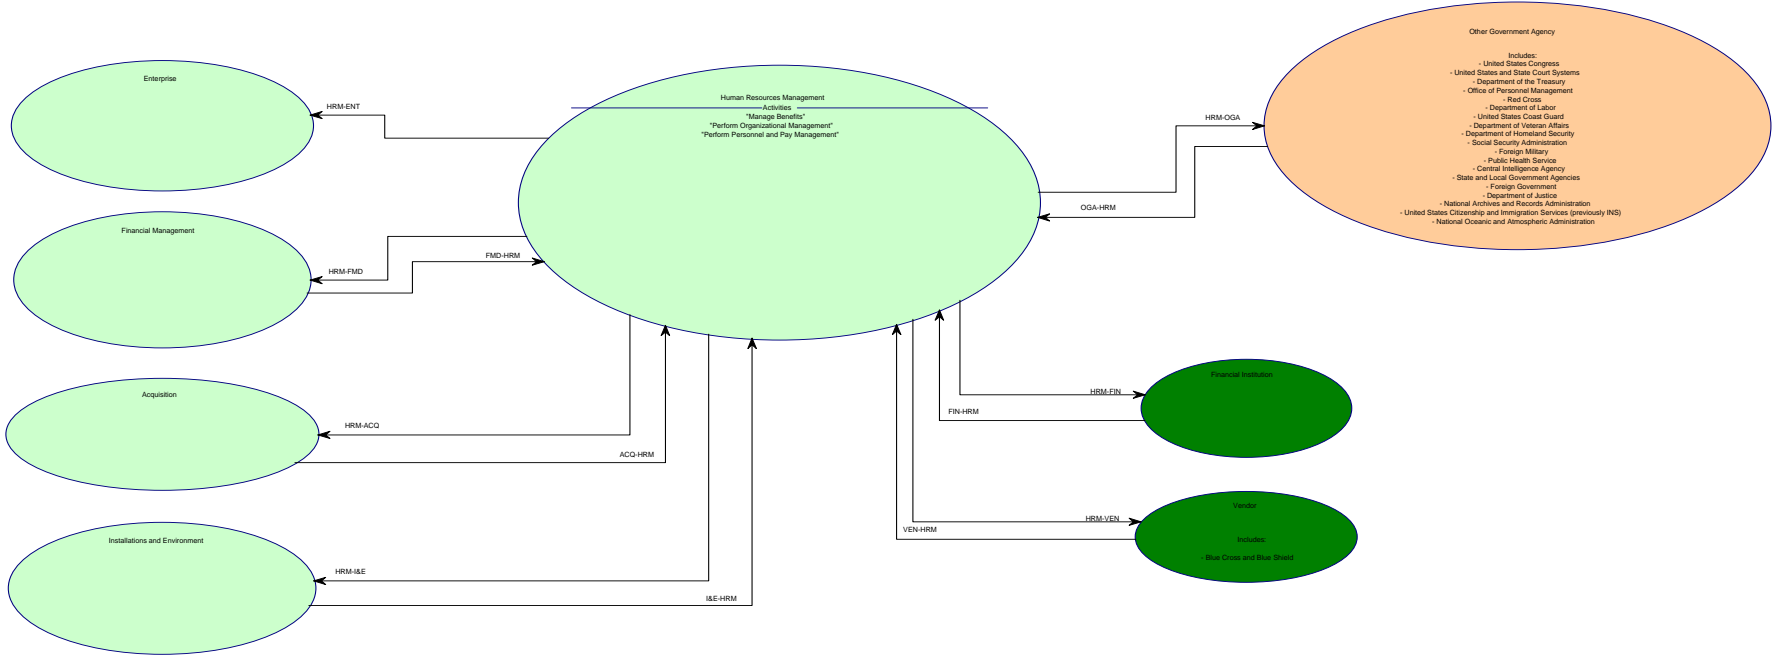 Enterprise
HRM-ENT
Human Resources Management
Activities
"Manage Benefits"
"Perform Organizational Management"
"Perform Personnel and Pay Management"
Other Government Agency
Includes:
- United States Congress
- United States and State Court Systems
- Department of the Treasury
- Office of Personnel Management
- Red Cross
- Department of Labor
- United States Coast Guard
- Department of Veteran Affairs
- Department of Homeland Security
- Social Security Administration
- Foreign Military
- Public Health Service
- Central Intelligence Agency
- State and Local Government Agencies
- Foreign Government
- Department of Justice
- National Archives and Records Administration
- United States Citizenship and Immigration Services (previously INS)
- National Oceanic and Atmospheric Administration
HRM-OGA
OGA-HRM
Financial Management
HRM-FMD
FMD-HRM
Acquisition
HRM-ACQ
ACQ-HRM
Financial Institution
HRM-FIN
FIN-HRM
Installations and Environment
HRM-I&E
I&E-HRM
Vendor
Includes:
- Blue Cross and Blue Shield
HRM-VEN
VEN-HRM